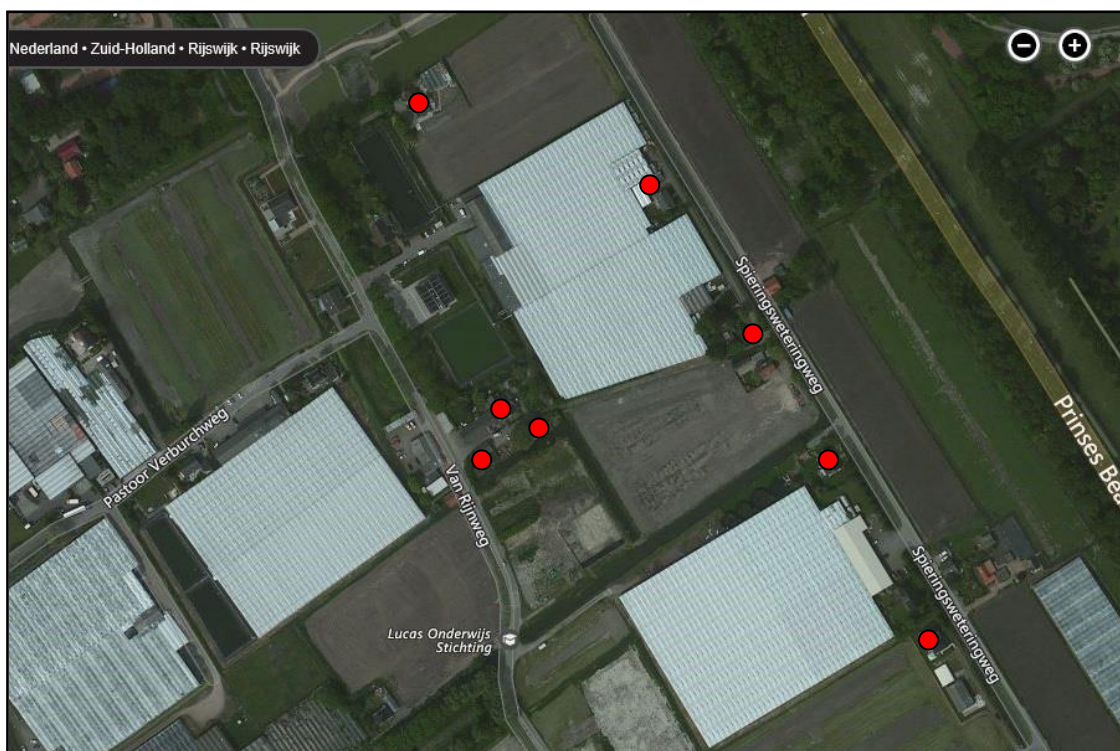 Nederland • Zuid-Holland • Rijswijk • Rijswijk
Spieringsweteringweg
Prinses Bea
Pastoor Verburchweg
Van Rijnweg
Spieringsweteringweg
Lucas Onderwijs
Stichting